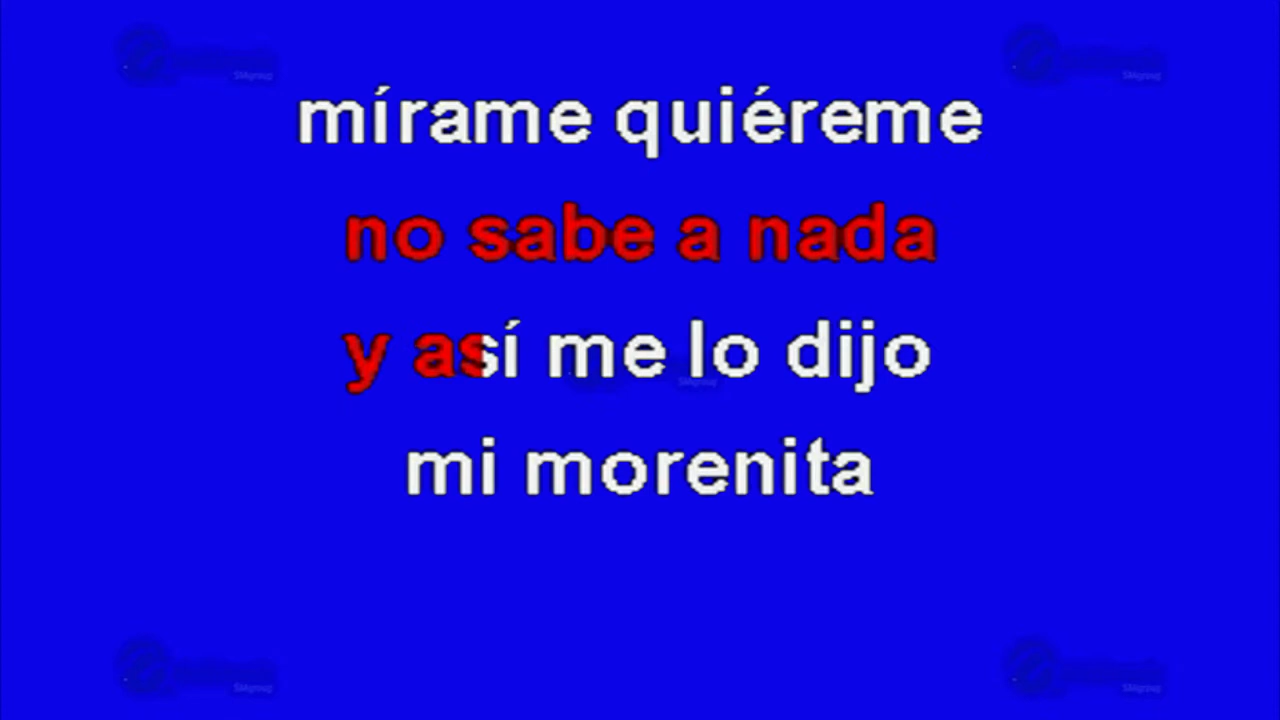 mírame quiéreme
no sabe a nada
y así me lo dijo
mi morenita